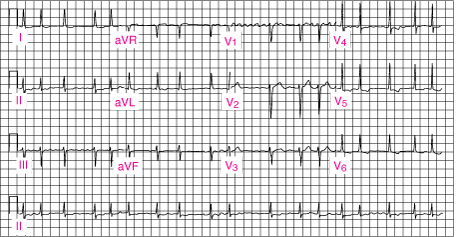 I aVR V1 V4
II aVL V2 V5
III aVF V3 V6
II